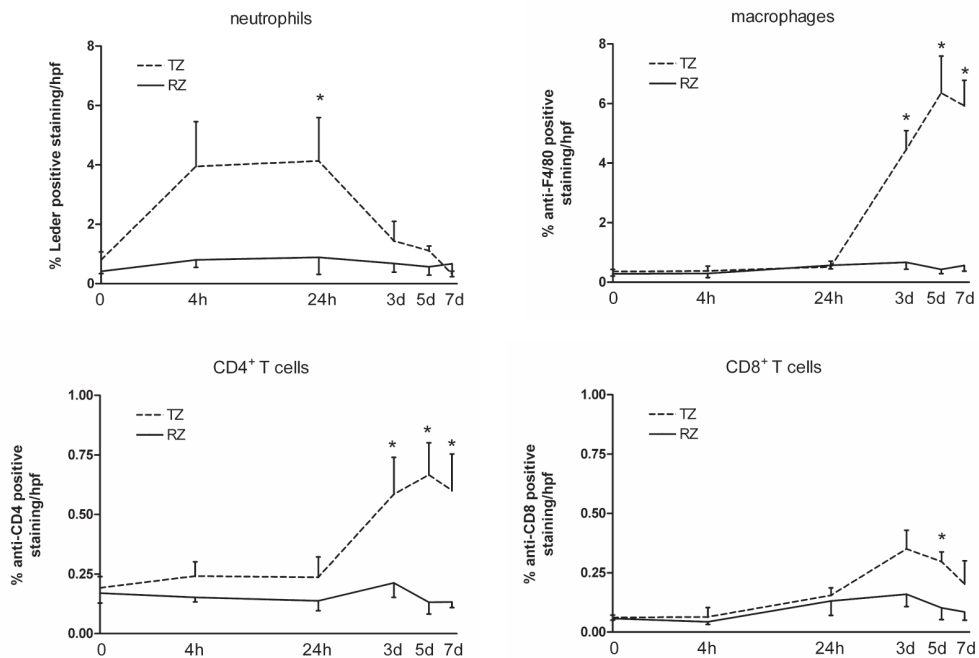 neutrophils
% Leder positive staining/hpf
8
6
4
2
0
TZ
RZ
*
0 4h 24h 3d 5d 7d
macrophages
% anti-F4/80 positive
staining/hpf
8
6
4
2
0
TZ
RZ
* * *
0 4h 24h 3d 5d 7d
CD4⁺ T cells
% anti-CD4 positive
staining/hpf
1.00
0.75
0.50
0.25
0.00
TZ
RZ
* * *
0 4h 24h 3d 5d 7d
CD8⁺ T cells
% anti-CD8 positive
staining/hpf
1.00
0.75
0.50
0.25
0.00
TZ
RZ
*
0 4h 24h 3d 5d 7d